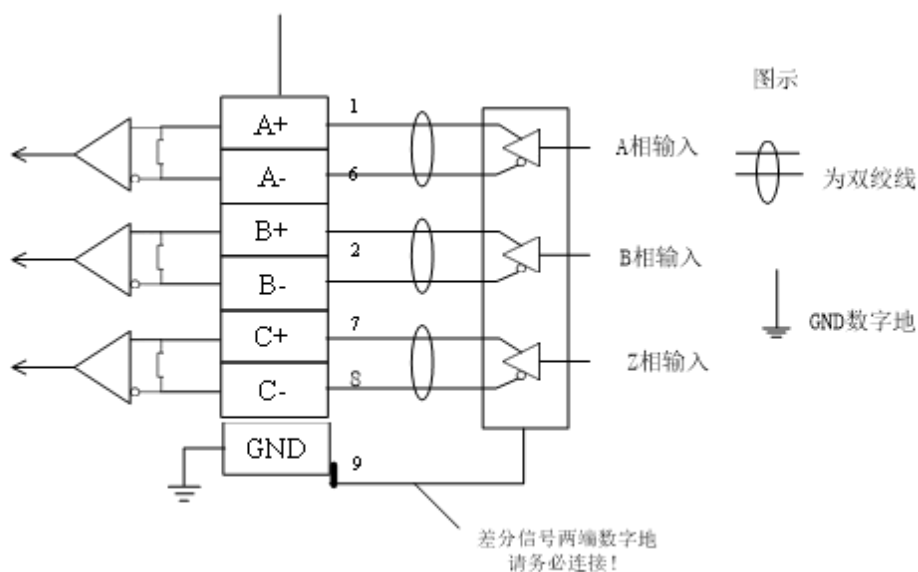 图示
A+
1
A相输入
A-
6
为双绞线
B+
2
B相输入
B-
C+
7
GND数字地
Z相输入
C-
8
GND
9
差分信号两端数字地
请务必连接!